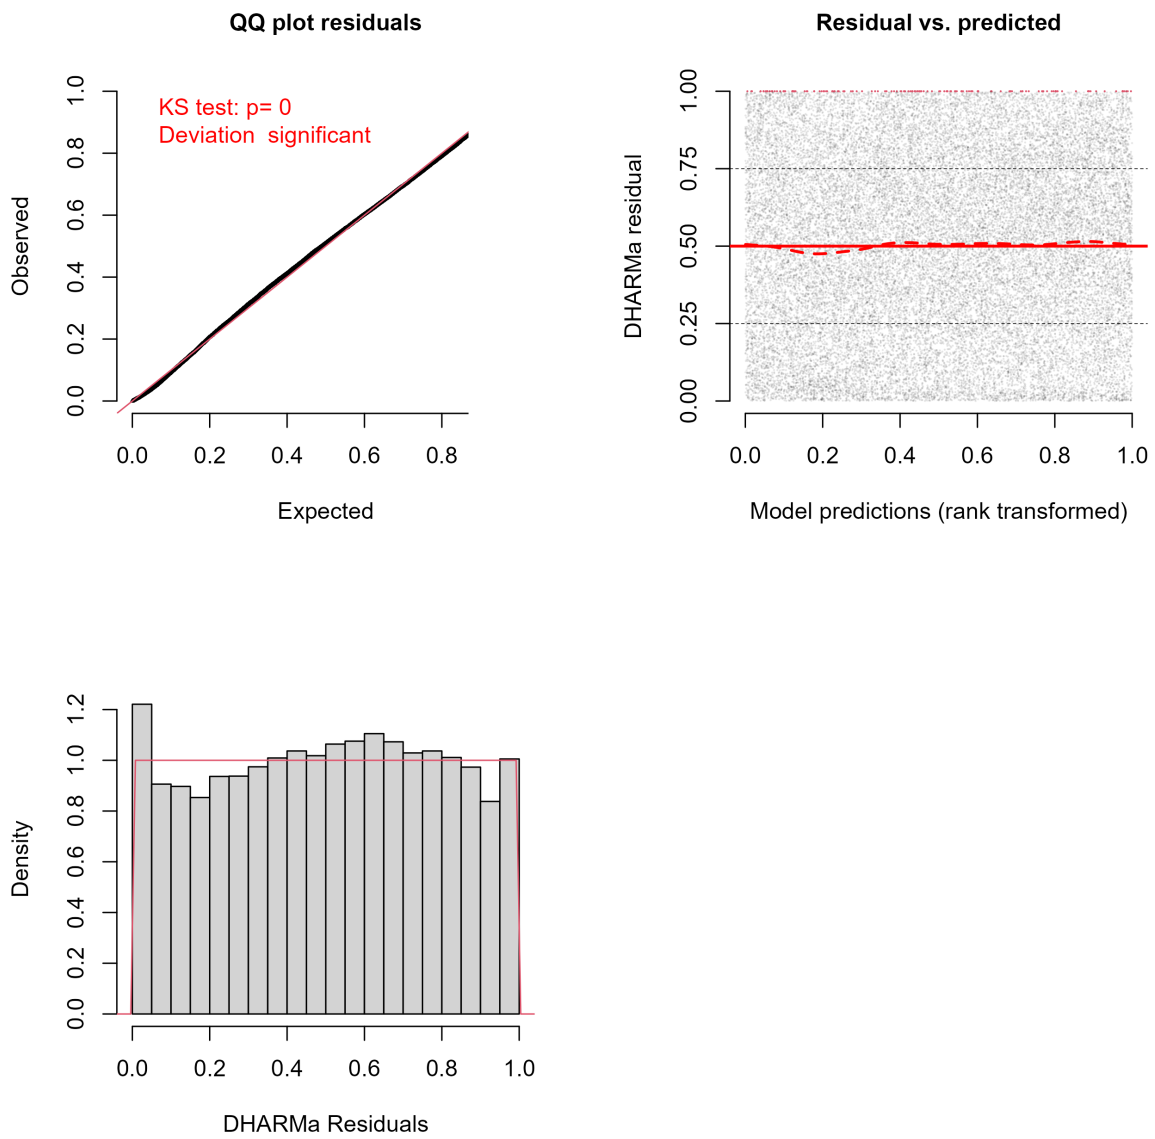 QQ plot residuals
KS test: p= 0
Deviation  significant
Observed
0.0 0.2 0.4 0.6 0.8 1.0
0.0 0.2 0.4 0.6 0.8
Expected
Residual vs. predicted
DHARMa residual
0.00 0.25 0.50 0.75 1.00
0.0 0.2 0.4 0.6 0.8 1.0
Model predictions (rank transformed)
Density
0.0 0.2 0.4 0.6 0.8 1.0 1.2
0.0 0.2 0.4 0.6 0.8 1.0
DHARMa Residuals